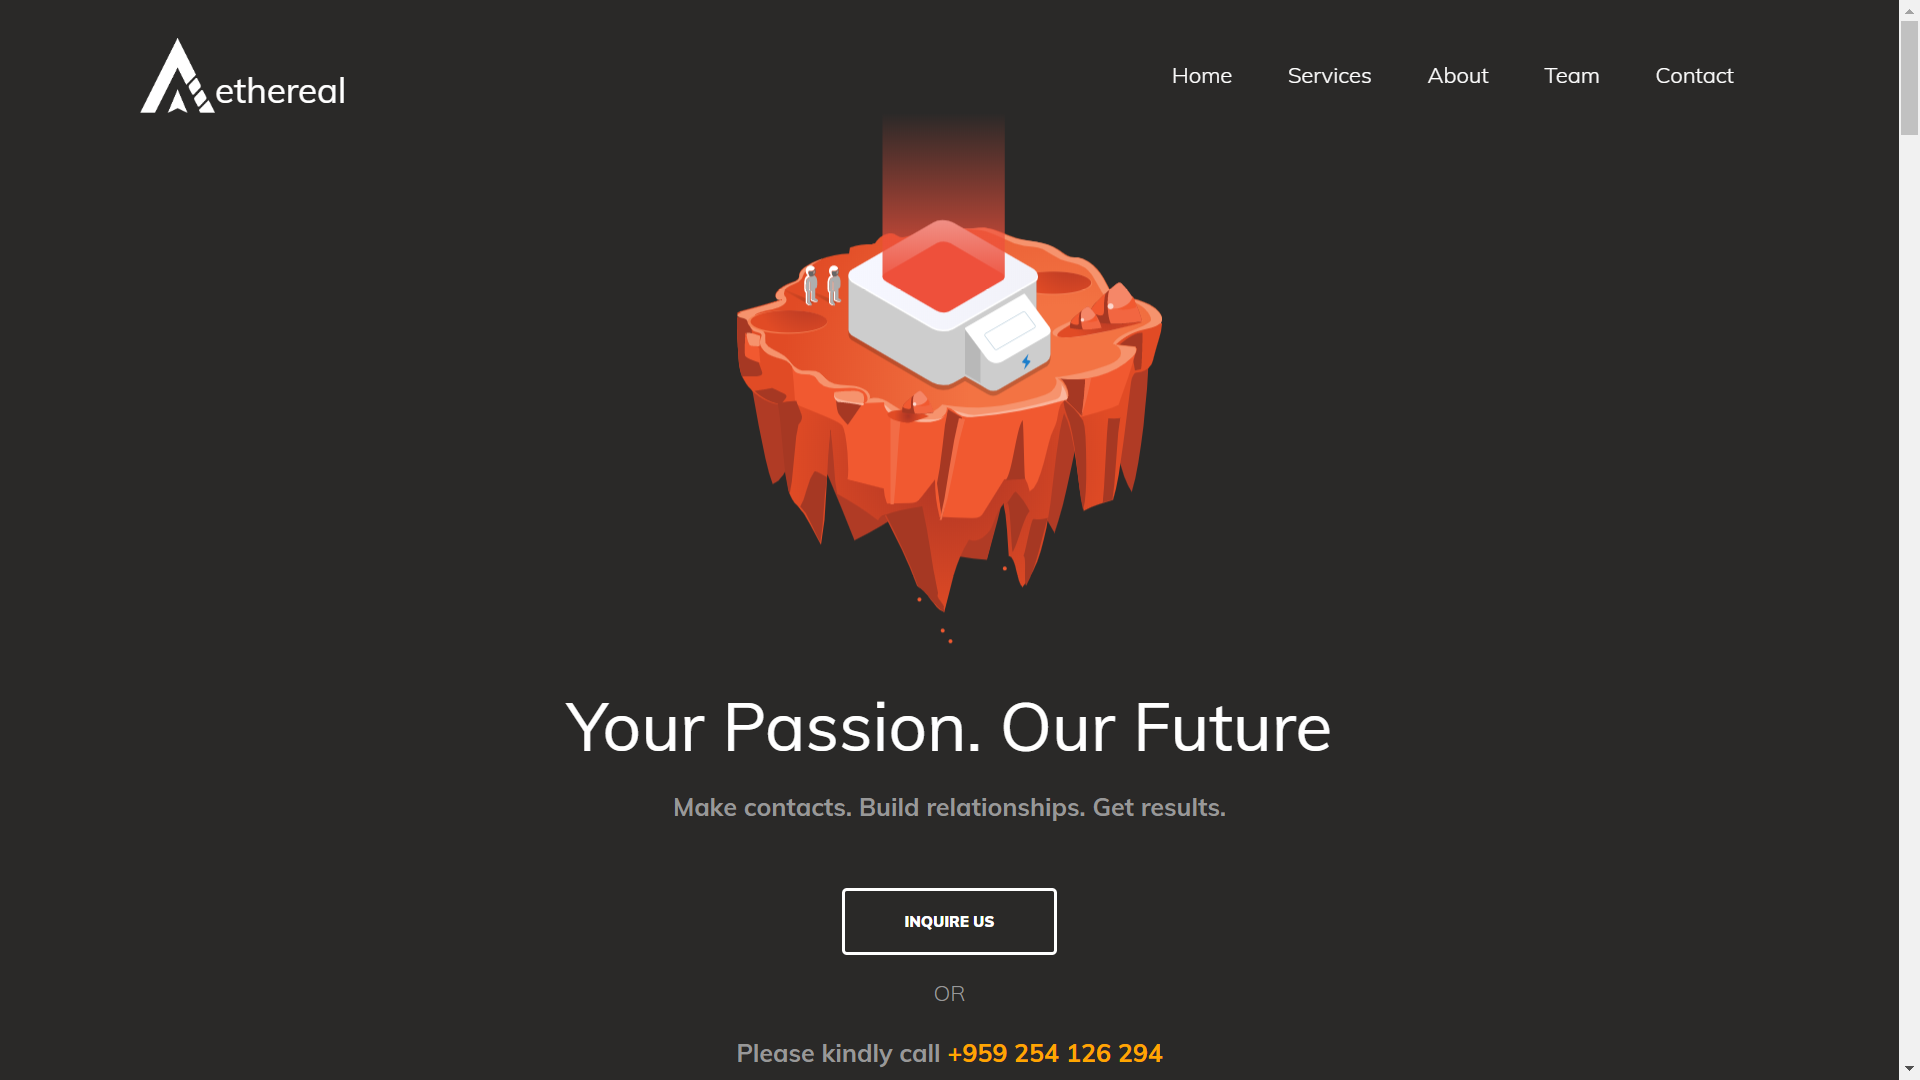 Aethereal
Home Services About Team Contact
Your Passion. Our Future
Make contacts. Build relationships. Get results.
INQUIRE US
OR
Please kindly call +959 254 126 294